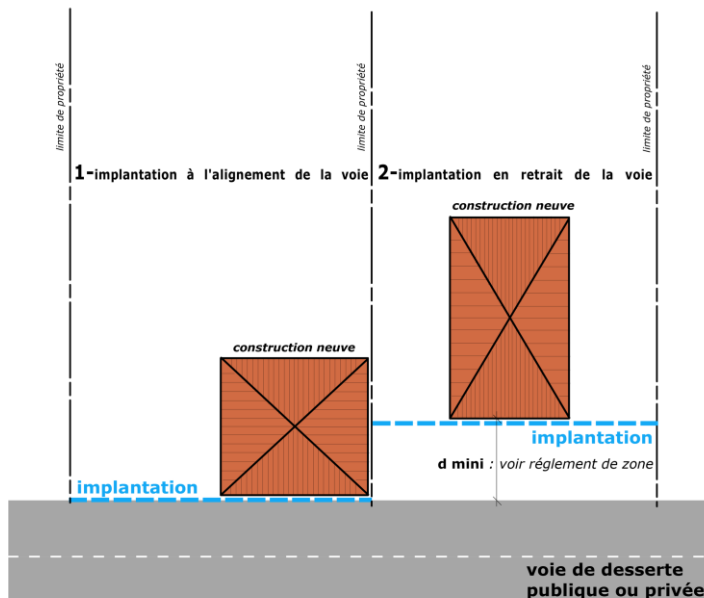 limite de propriété
limite de propriété
limite de propriété
1-implantation à l'alignement de la voie
2-implantation en retrait de la voie
construction neuve
construction neuve
implantation
d mini : voir réglement de zone
implantation
voie de desserte
publique ou privée